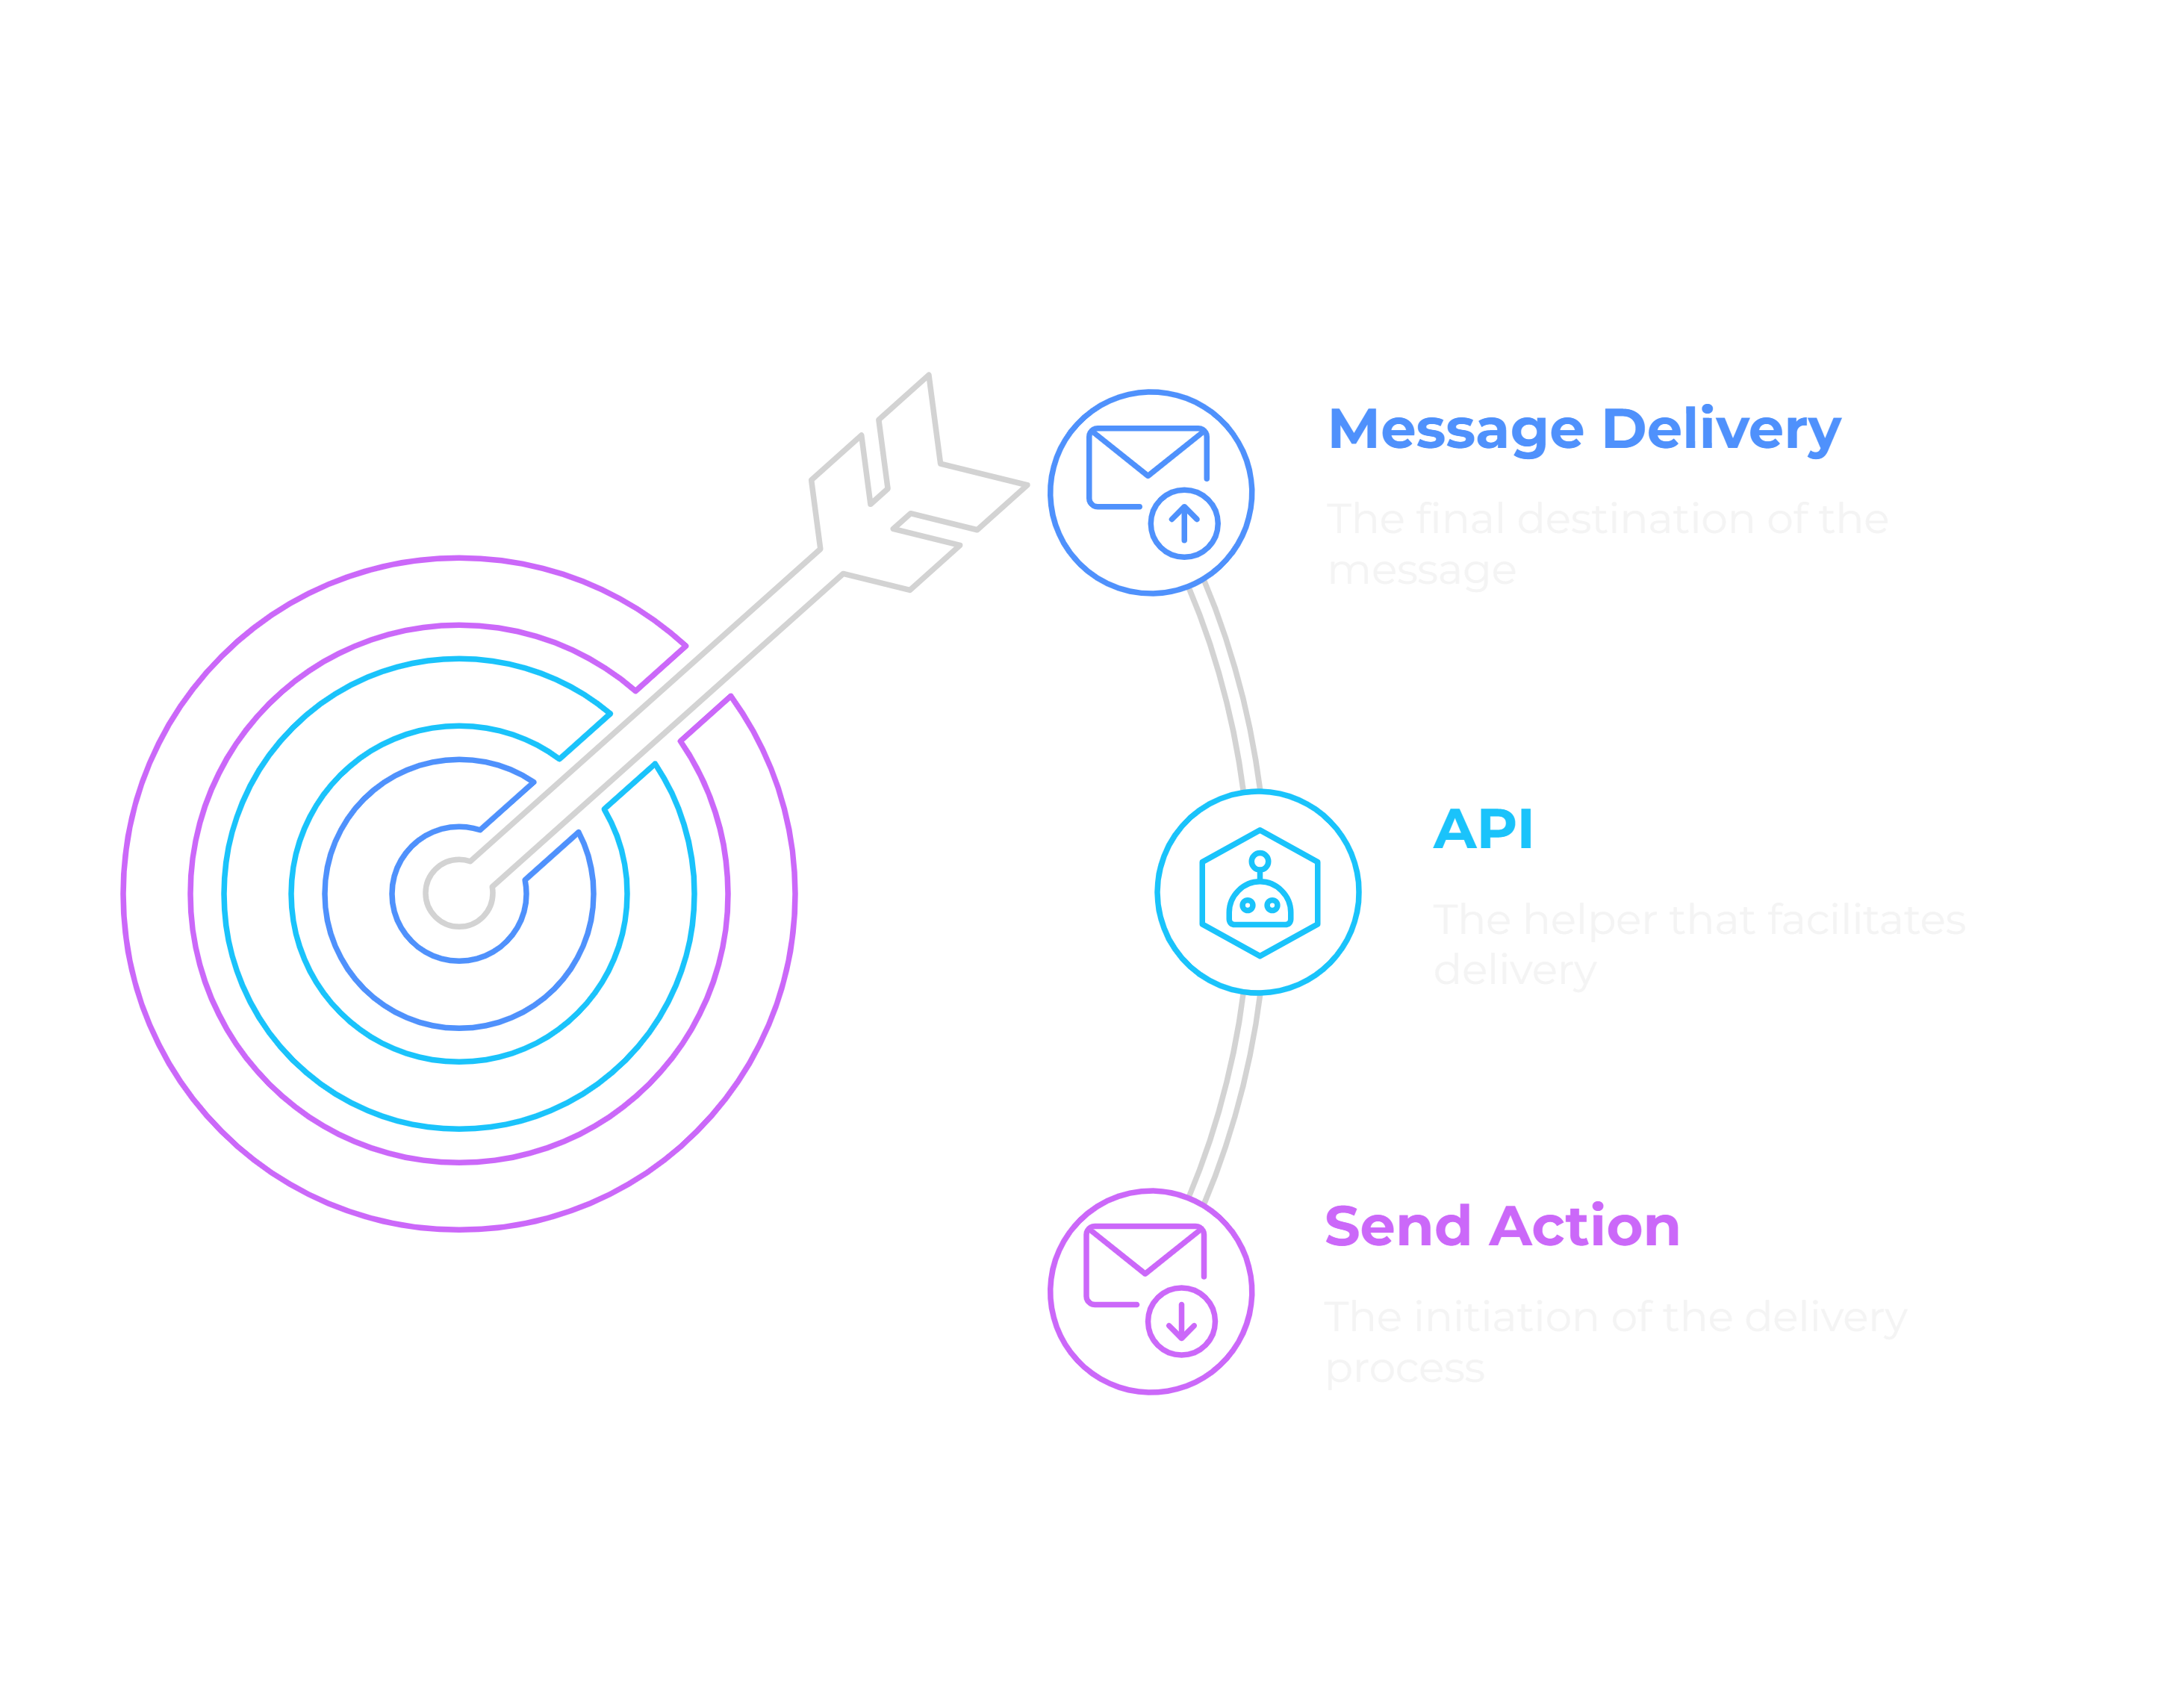 Message Delivery
The final destination of the
message
API
The helper that facilitates
delivery
Send Action
The initiation of the delivery
process